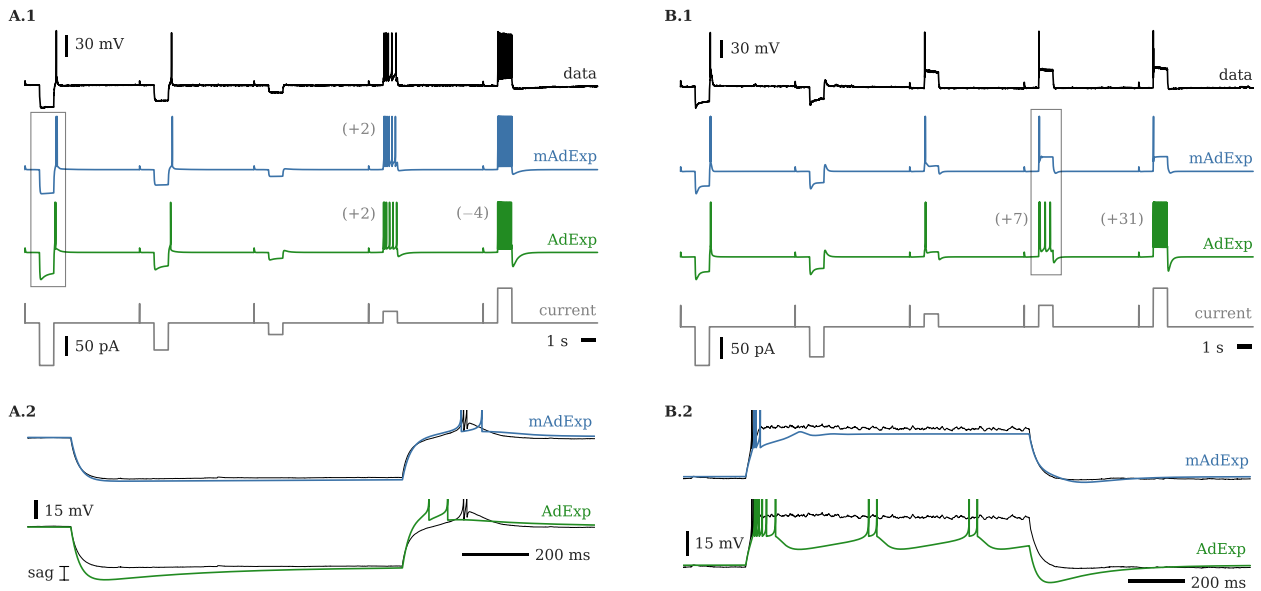 A.1
30 mV
data
(+2)
mAdExp
(+2)
(−4)
AdExp
current
50 pA
1 s
B.1
30 mV
data
mAdExp
(+7)
(+31)
AdExp
current
50 pA
1 s
A.2
mAdExp
15 mV
AdExp
200 ms
sag
B.2
mAdExp
15 mV
AdExp
200 ms